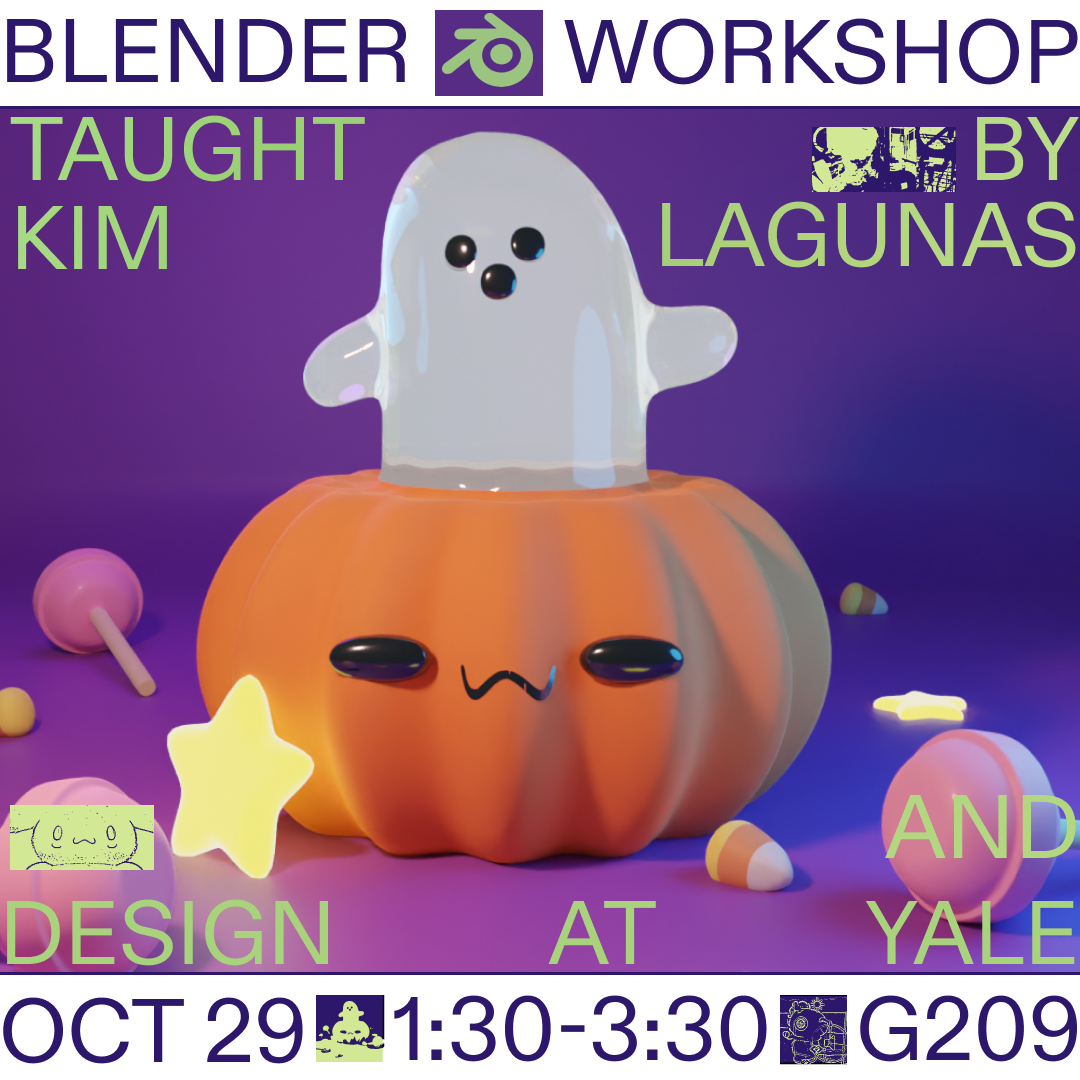 BLENDER WORKSHOP
TAUGHT BY
KIM LAGUNAS
AND
DESIGN AT YALE
OCT 29 1:30-3:30 G209